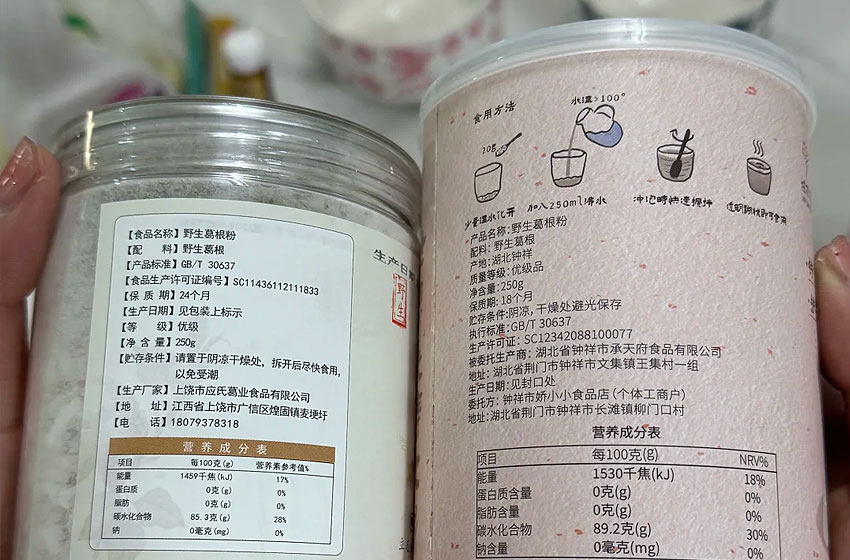 【食品名称】野生葛根粉
【配 料】野生葛根
【产品标准】GB/T 30637
【食品生产许可证编号】SC11436112111833
【保 质 期】24个月
【生产日期】见包装上标示
【等 级】优级
【净 含 量】250g
【贮存条件】请置于阴凉干燥处，拆开后尽快食用，
以免受潮
【生产厂家】上饶市应氏葛业食品有限公司
【地 址】江西省上饶市广信区煌固镇麦埂圩
【电 话】18079378318
营养成分表
项目 每100克(g) 营养素参考值%
能量 1459千焦(kJ) 17%
蛋白质 0克(g) 0%
脂肪 0克(g) 0%
碳水化合物 85.3克(g) 28%
钠 0毫克(mg) 0%
生产日
野生
食用方法
水温>100°
20g
少量温水化开
加入250ml沸水
冲泡时快速搅拌
透明糊状即可食用
产品名称:野生葛根粉
配料:野生葛根
产地:湖北钟祥
质量等级:优级品
净含量:250g
保质期:18个月
贮存条件:阴凉,干燥处避光保存
执行标准:GB/T 30637
生产许可证:SC12342088100077
被委托生产商:湖北省钟祥市承天府食品有限公司
地址:湖北省荆门市钟祥市文集镇王集村一组
生产日期:见封口处
委托方:钟祥市娇小小食品店(个体工商户)
地址:湖北省荆门市钟祥市长滩镇柳门口村
营养成分表
项目 每100克(g) NRV%
能量 1530千焦(kJ) 18%
蛋白质含量 0克(g) 0%
脂肪含量 0克(g) 0%
碳水化合物 89.2克(g) 30%
钠含量 0毫克(mg) 0%